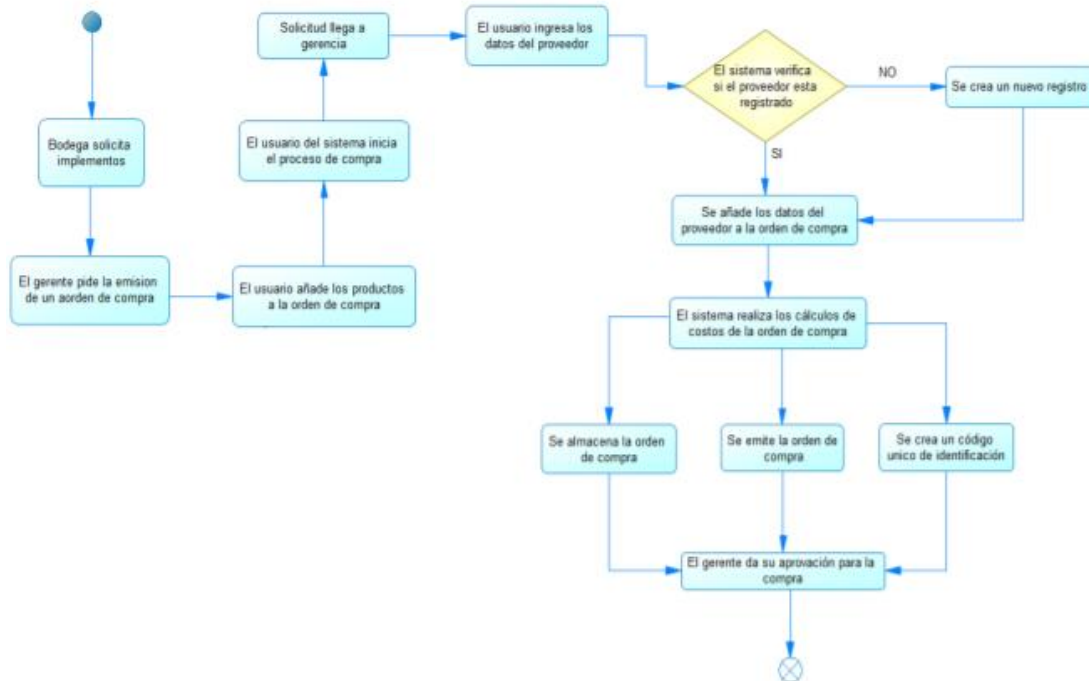 Bodega solicita
implementos
El gerente pide la emision
de un aorden de compra
El usuario añade los productos
a la orden de compra
El usuario del sistema inicia
el proceso de compra
Solicitud llega a
gerencia
El usuario ingresa los
datos del proveedor
El sistema verifica
si el proveedor esta
registrado
NO
Se crea un nuevo registro
SI
Se añade los datos del
proveedor a la orden de compra
El sistema realiza los cálculos de
costos de la orden de compra
Se almacena la orden
de compra
Se emite la orden de
compra
Se crea un código
unico de identificación
El gerente da su aprovación para la
compra